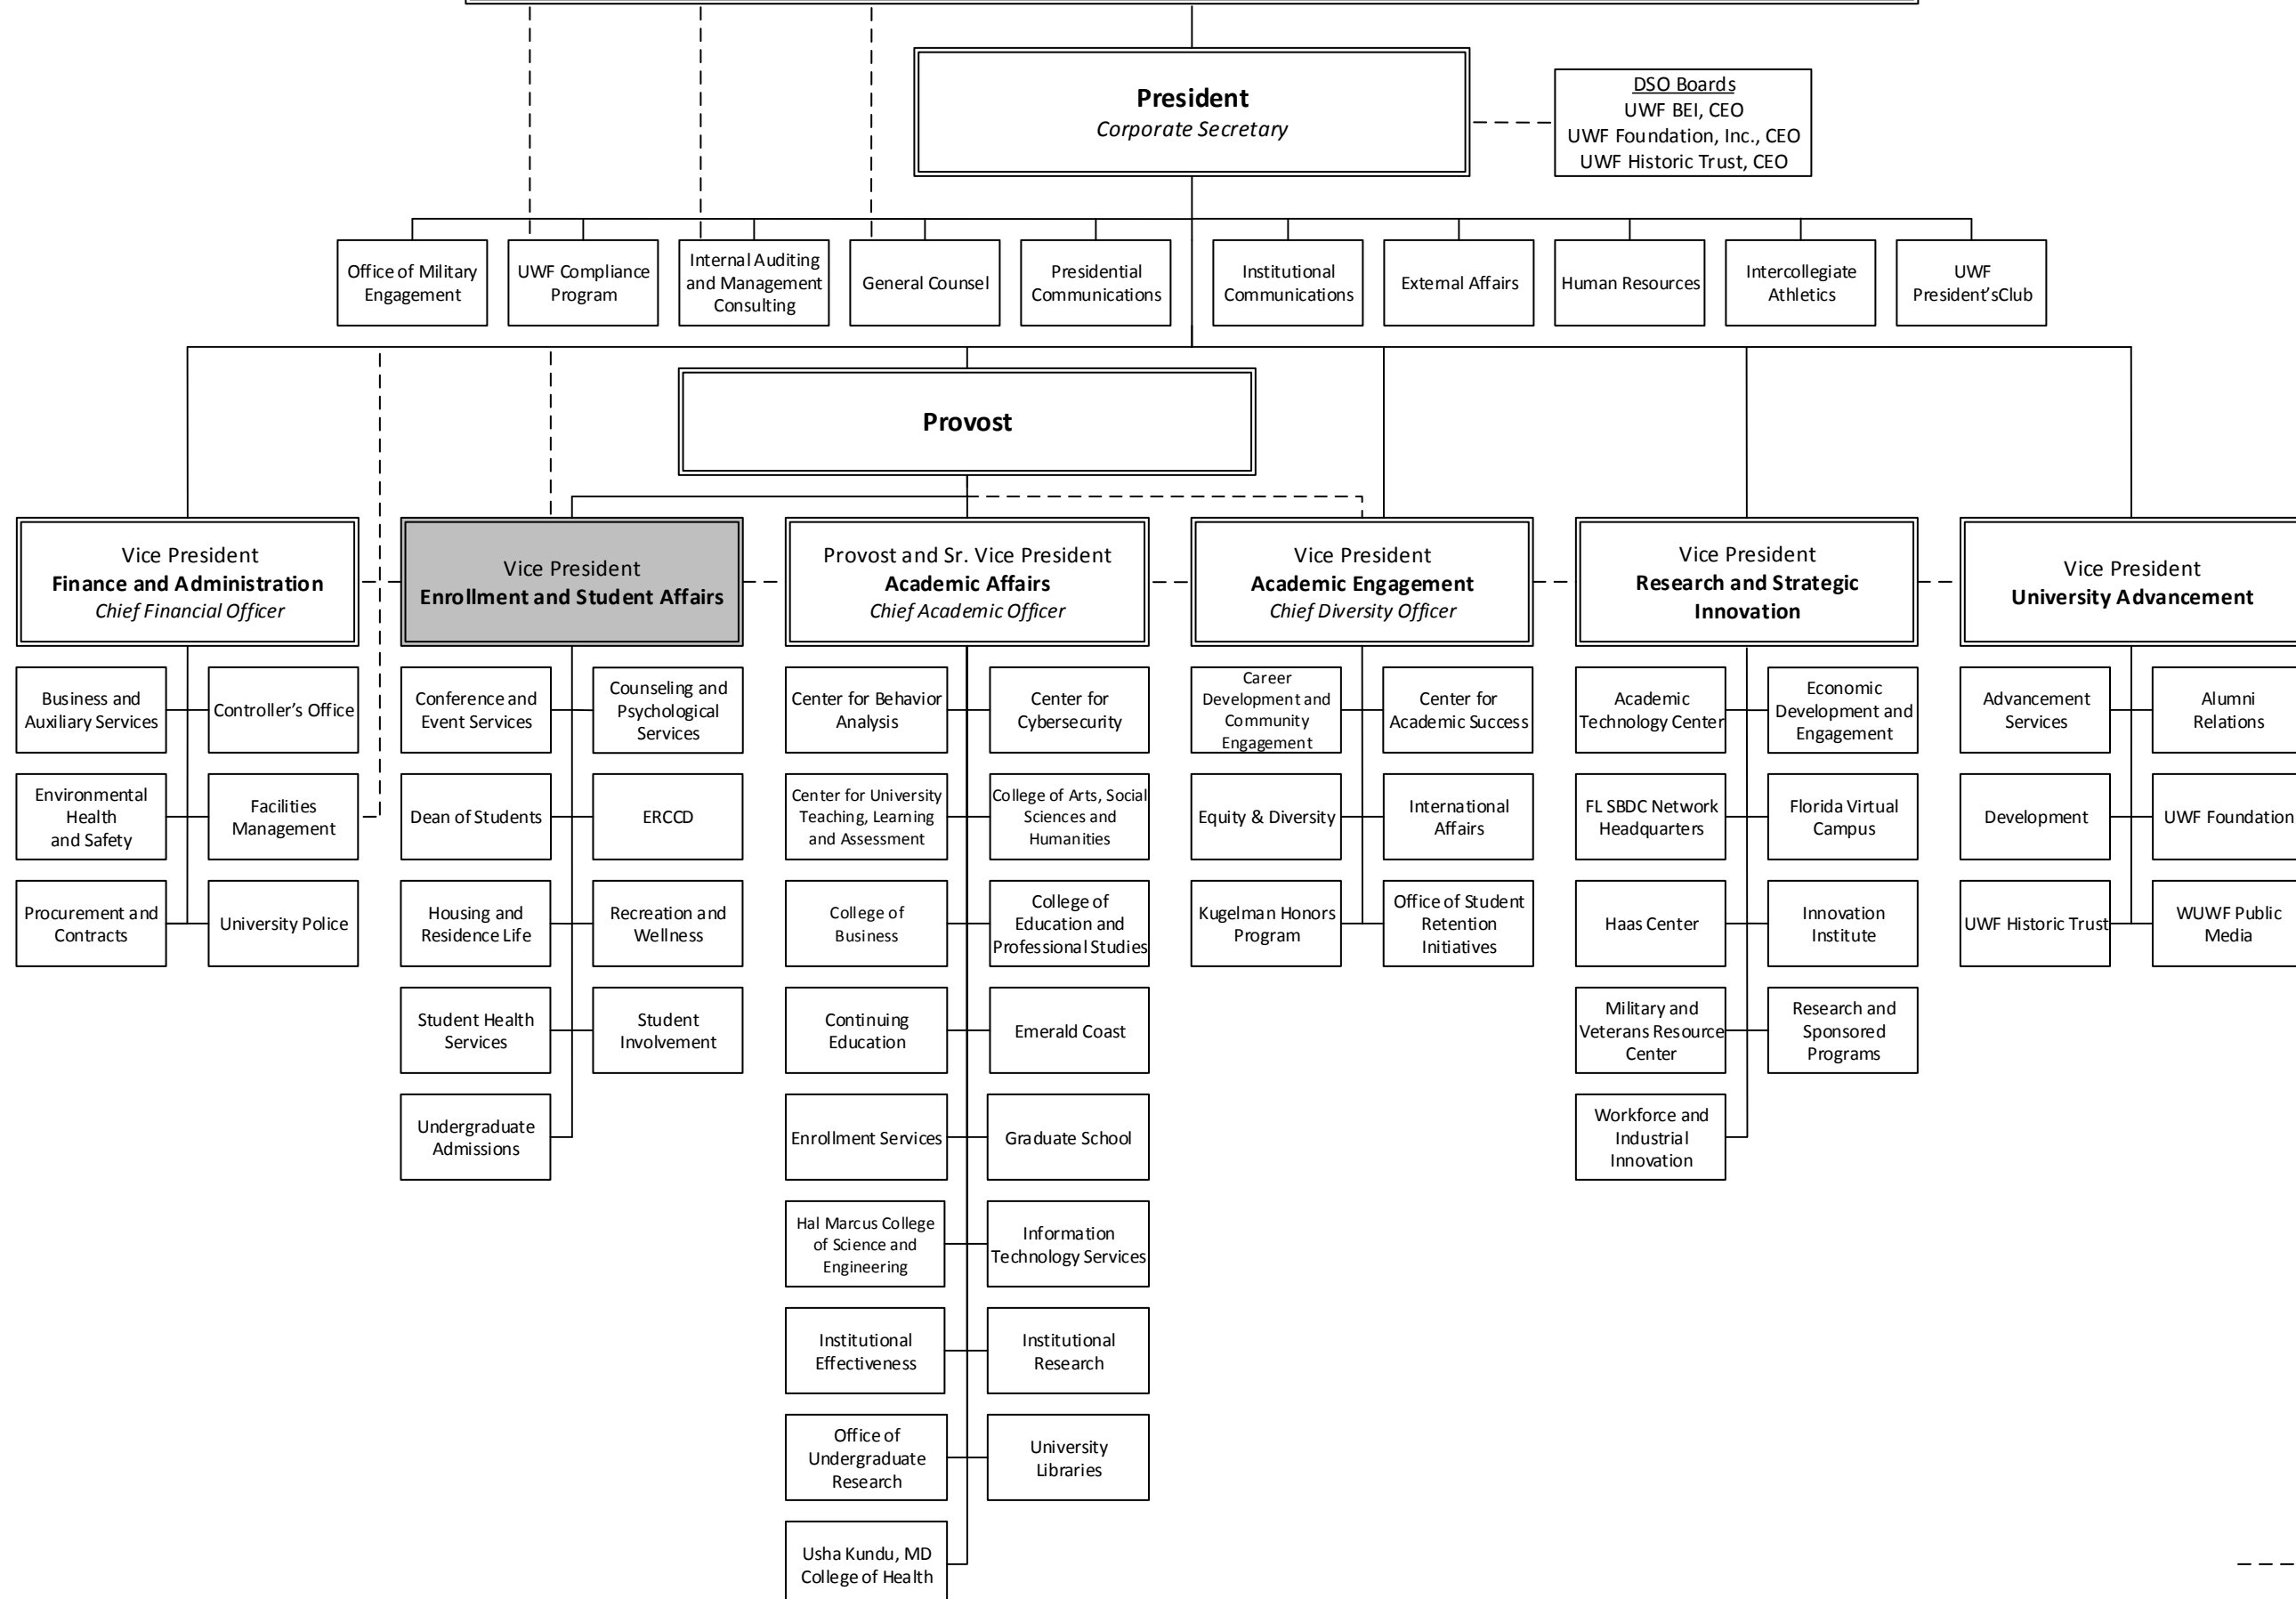 President
Corporate Secretary
DSO Boards
UWF BEI, CEO
UWF Foundation, Inc., CEO
UWF Historic Trust, CEO
Office of Military
Engagement
UWF Compliance
Program
Internal Auditing
and Management
Consulting
General Counsel
Presidential
Communications
Institutional
Communications
External Affairs
Human Resources
Intercollegiate
Athletics
UWF
President'sClub
Provost
Vice President
Finance and Administration
Chief Financial Officer
Vice President
Enrollment and Student Affairs
Provost and Sr. Vice President
Academic Affairs
Chief Academic Officer
Vice President
Academic Engagement
Chief Diversity Officer
Vice President
Research and Strategic
Innovation
Vice President
University Advancement
Business and
Auxiliary Services
Controller's Office
Environmental
Health
and Safety
Facilities
Management
Procurement and
Contracts
University Police
Conference and
Event Services
Counseling and
Psychological
Services
Dean of Students
ERCCD
Housing and
Residence Life
Recreation and
Wellness
Student Health
Services
Student
Involvement
Undergraduate
Admissions
Center for Behavior
Analysis
Center for
Cybersecurity
Center for University
Teaching, Learning
and Assessment
College of Arts, Social
Sciences and
Humanities
College of
Business
College of
Education and
Professional Studies
Continuing
Education
Emerald Coast
Enrollment Services
Graduate School
Hal Marcus College
of Science and
Engineering
Information
Technology Services
Institutional
Effectiveness
Institutional
Research
Office of
Undergraduate
Research
University
Libraries
Usha Kundu, MD
College of Health
Career
Development and
Community
Engagement
Center for
Academic Success
Equity & Diversity
International
Affairs
Kugelman Honors
Program
Office of Student
Retention
Initiatives
Academic
Technology Center
Economic
Development and
Engagement
FL SBDC Network
Headquarters
Florida Virtual
Campus
Haas Center
Innovation
Institute
Military and
Veterans Resource
Center
Research and
Sponsored
Programs
Workforce and
Industrial
Innovation
Advancement
Services
Alumni
Relations
Development
UWF Foundation
UWF Historic Trust
WUWF Public
Media